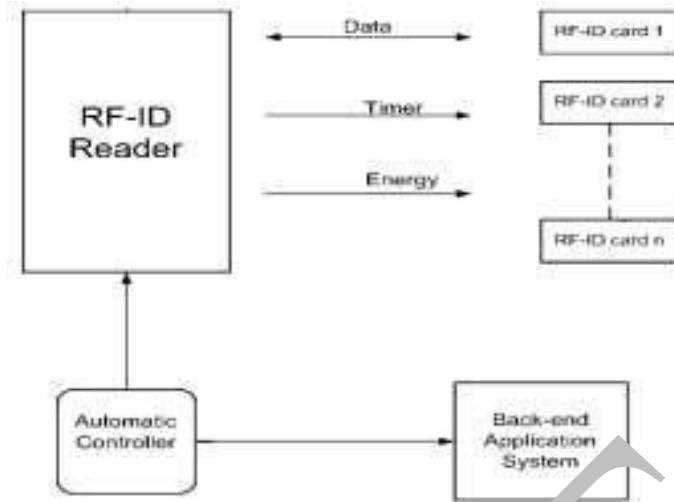 Data
RF-ID card 1
RF-ID
Reader
Timer
RF-ID card 2
Energy
RF-ID card n
Automatic
Controller
Back-end
Application
System